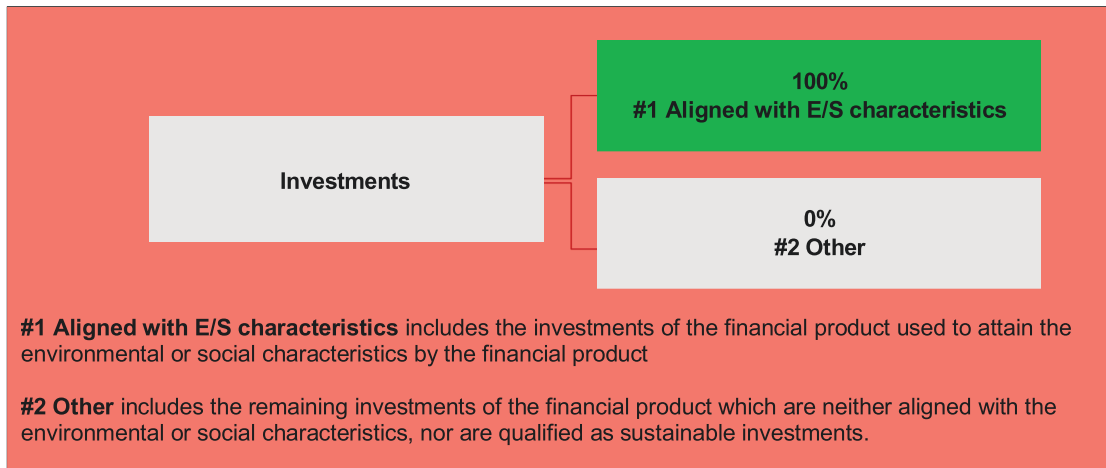 100%
#1 Aligned with E/S characteristics
Investments
0%
#2 Other
#1 Aligned with E/S characteristics includes the investments of the financial product used to attain the
environmental or social characteristics by the financial product
#2 Other includes the remaining investments of the financial product which are neither aligned with the
environmental or social characteristics, nor are qualified as sustainable investments.